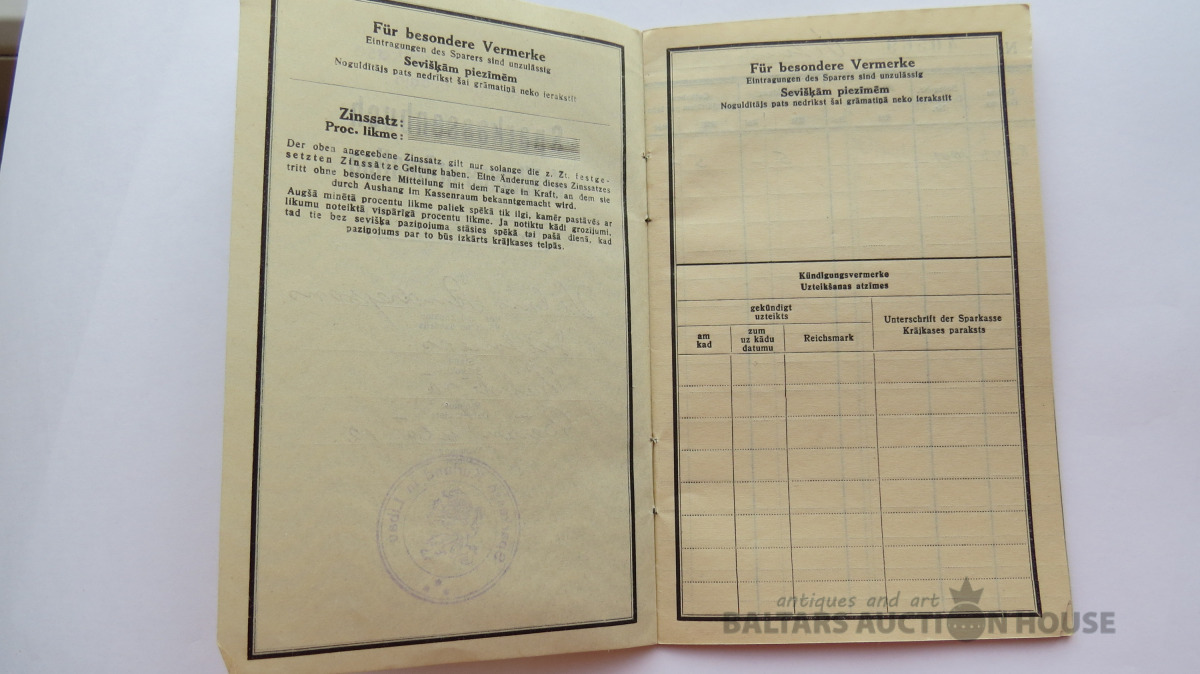 Für besondere Vermerke
Eintragungen des Sparers sind unzulässig
Sevišķām piezīmēm
Noguldītājs pats nedrīkst šai grāmatiņā neko ierakstīt
Zinssatz:
Proc. likme:
Der oben angegebene Zinssatz gilt nur solange die z. Zt. festge-
setzten Zinssätze Geltung haben. Eine Änderung dieses Zinssatzes
tritt ohne besondere Mitteilung mit dem Tage in Kraft, an dem sie
durch Aushang im Kassenraum bekanntgemacht wird.
Augšā minētā procentu likme paliek spēkā tik ilgi, kamēr pastāvēs ar
likumu noteiktā vispārīgā procentu likme. Ja notiktu kādi grozījumi,
tad tie bez sevišķa paziņojuma stāsies spēkā tai pašā dienā, kad
paziņojums par to būs izkārts krājkases telpās.
Für besondere Vermerke
Eintragungen des Sparers sind unzulässig
Sevišķām piezīmēm
Noguldītājs pats nedrīkst šai grāmatiņā neko ierakstīt
Kündigungsvermerke
Uzteikšanas atzīmes
gekündigt
uzteikts
am
kad
zum
uz kādu
datumu
Reichsmark
Unterschrift der Sparkasse
Krājkases paraksts
antiques and art
BALTARS AUCTION HOUSE